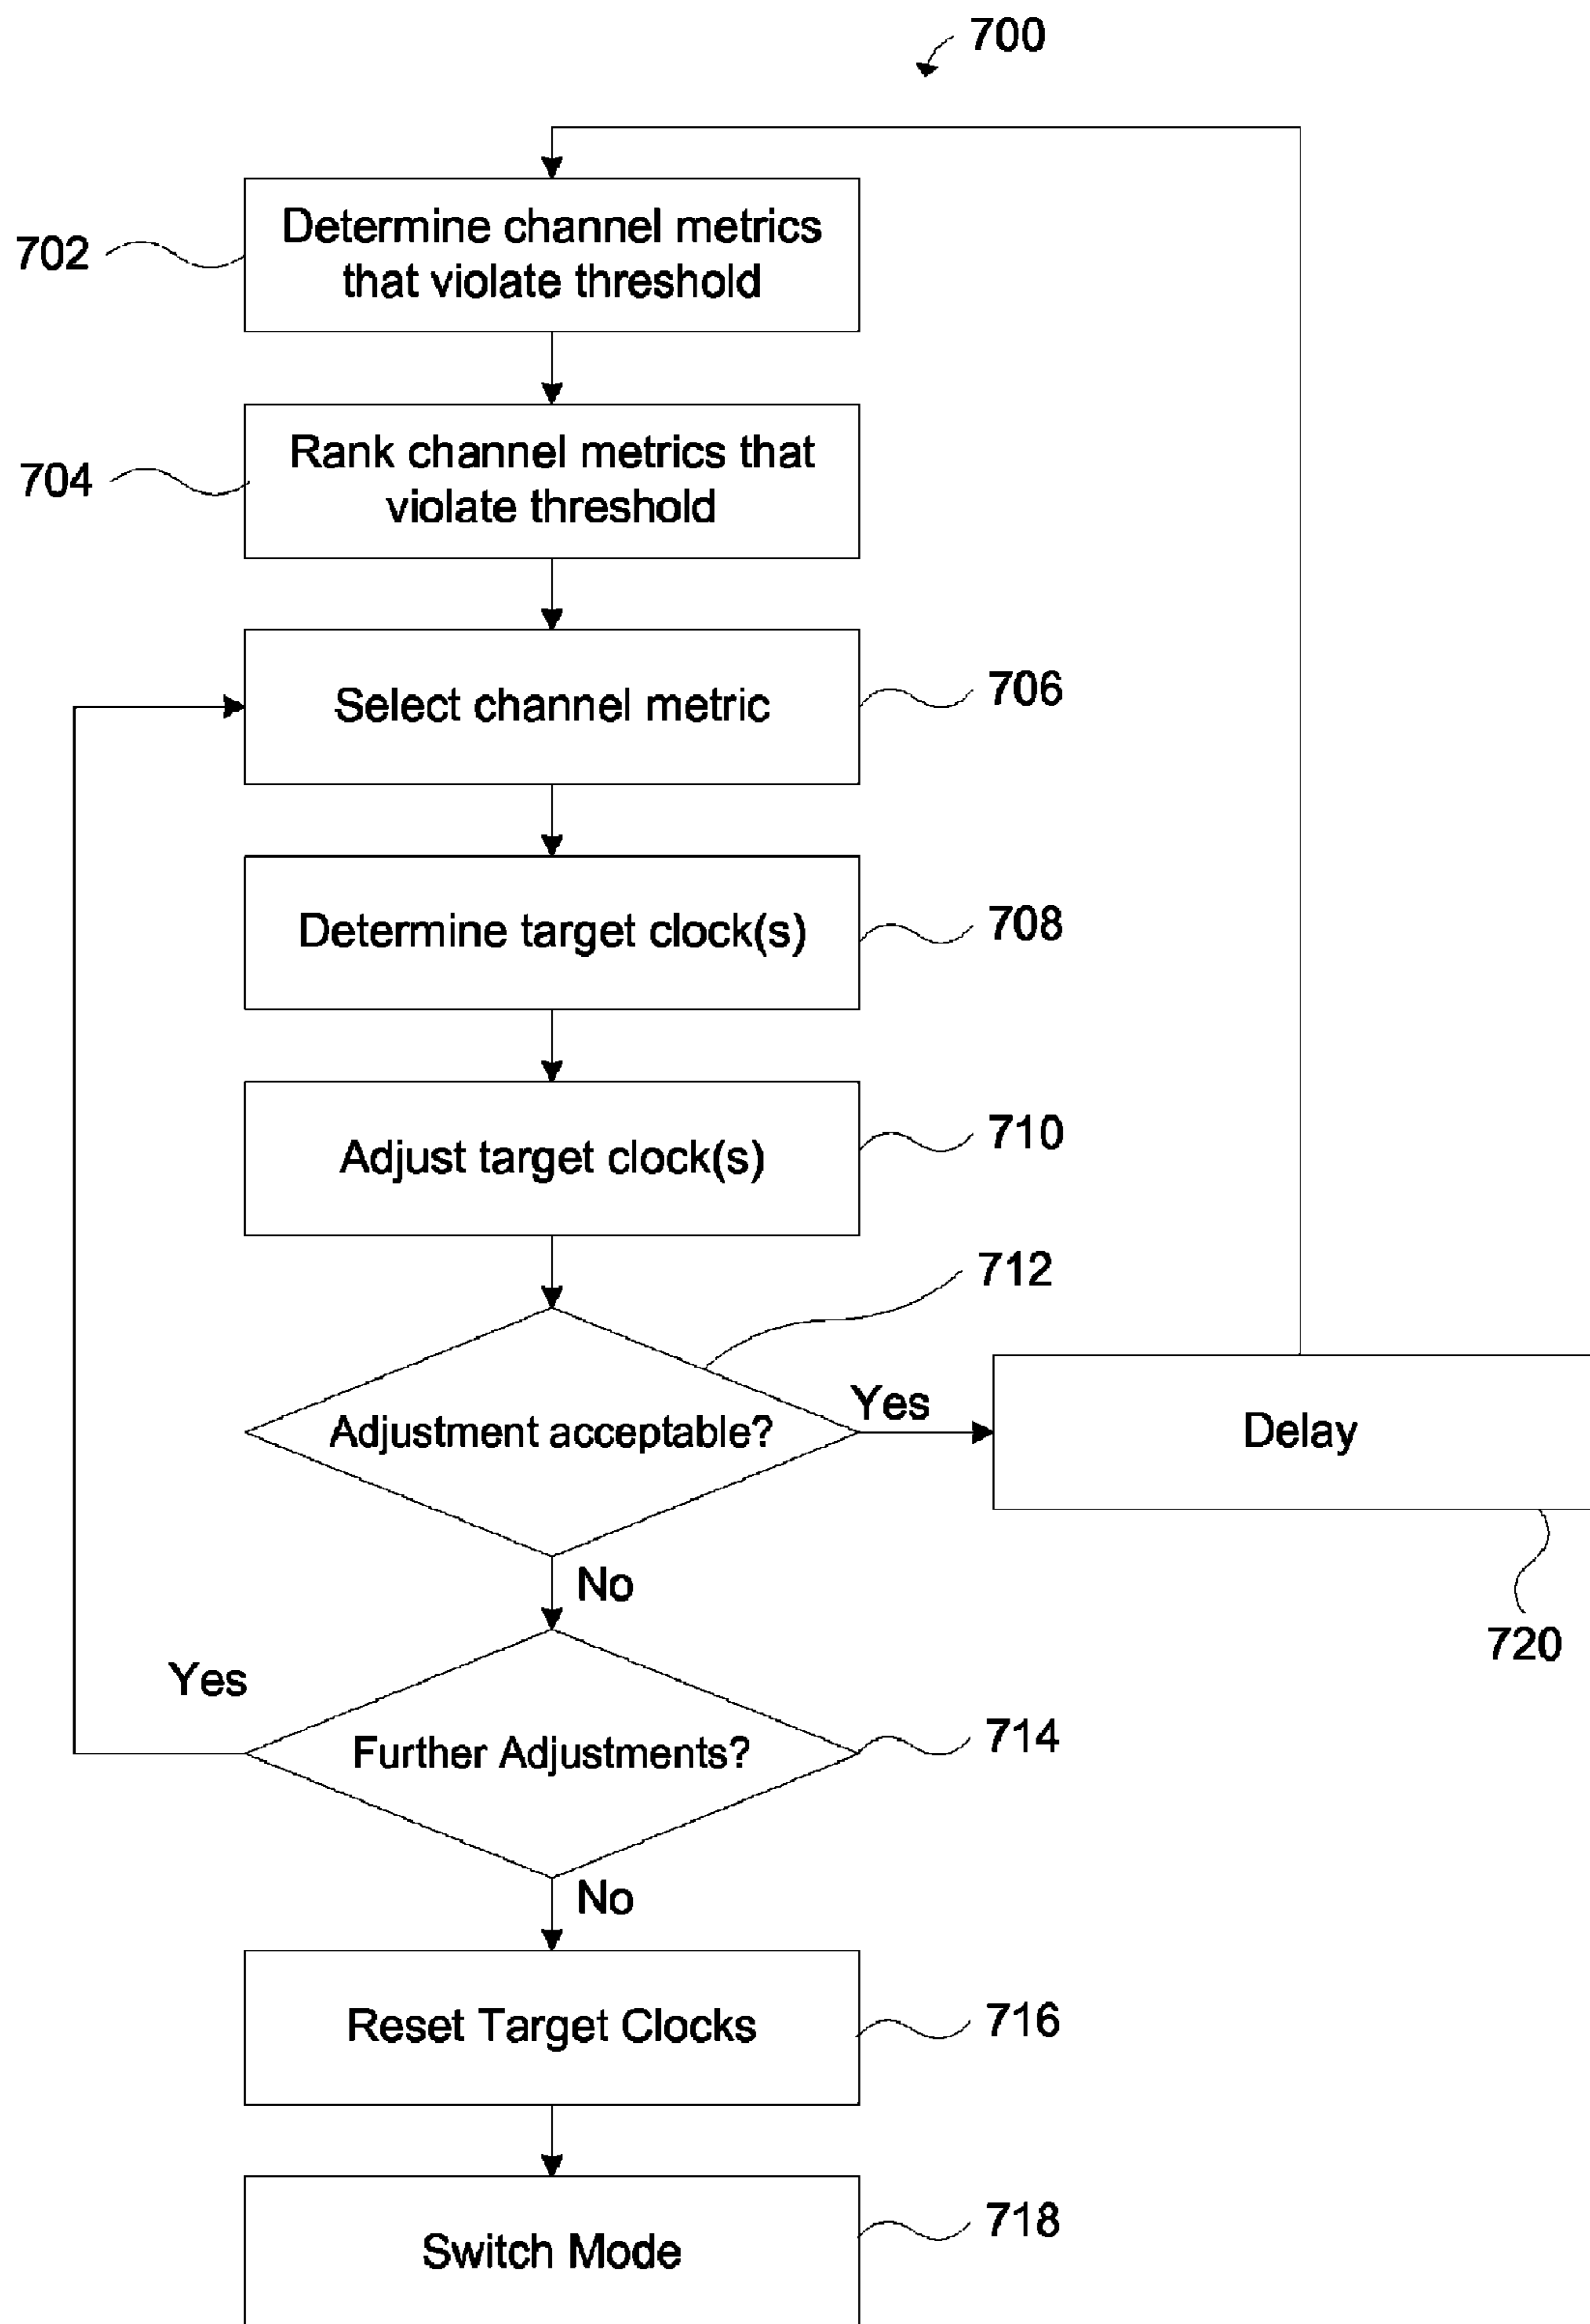 700
Determine channel metrics
that violate threshold
702
Rank channel metrics that
violate threshold
704
Select channel metric
706
Determine target clock(s)
708
Adjust target clock(s)
710
712
Adjustment acceptable?
Yes
Delay
No
720
Yes
Further Adjustments?
714
No
Reset Target Clocks
716
Switch Mode
718